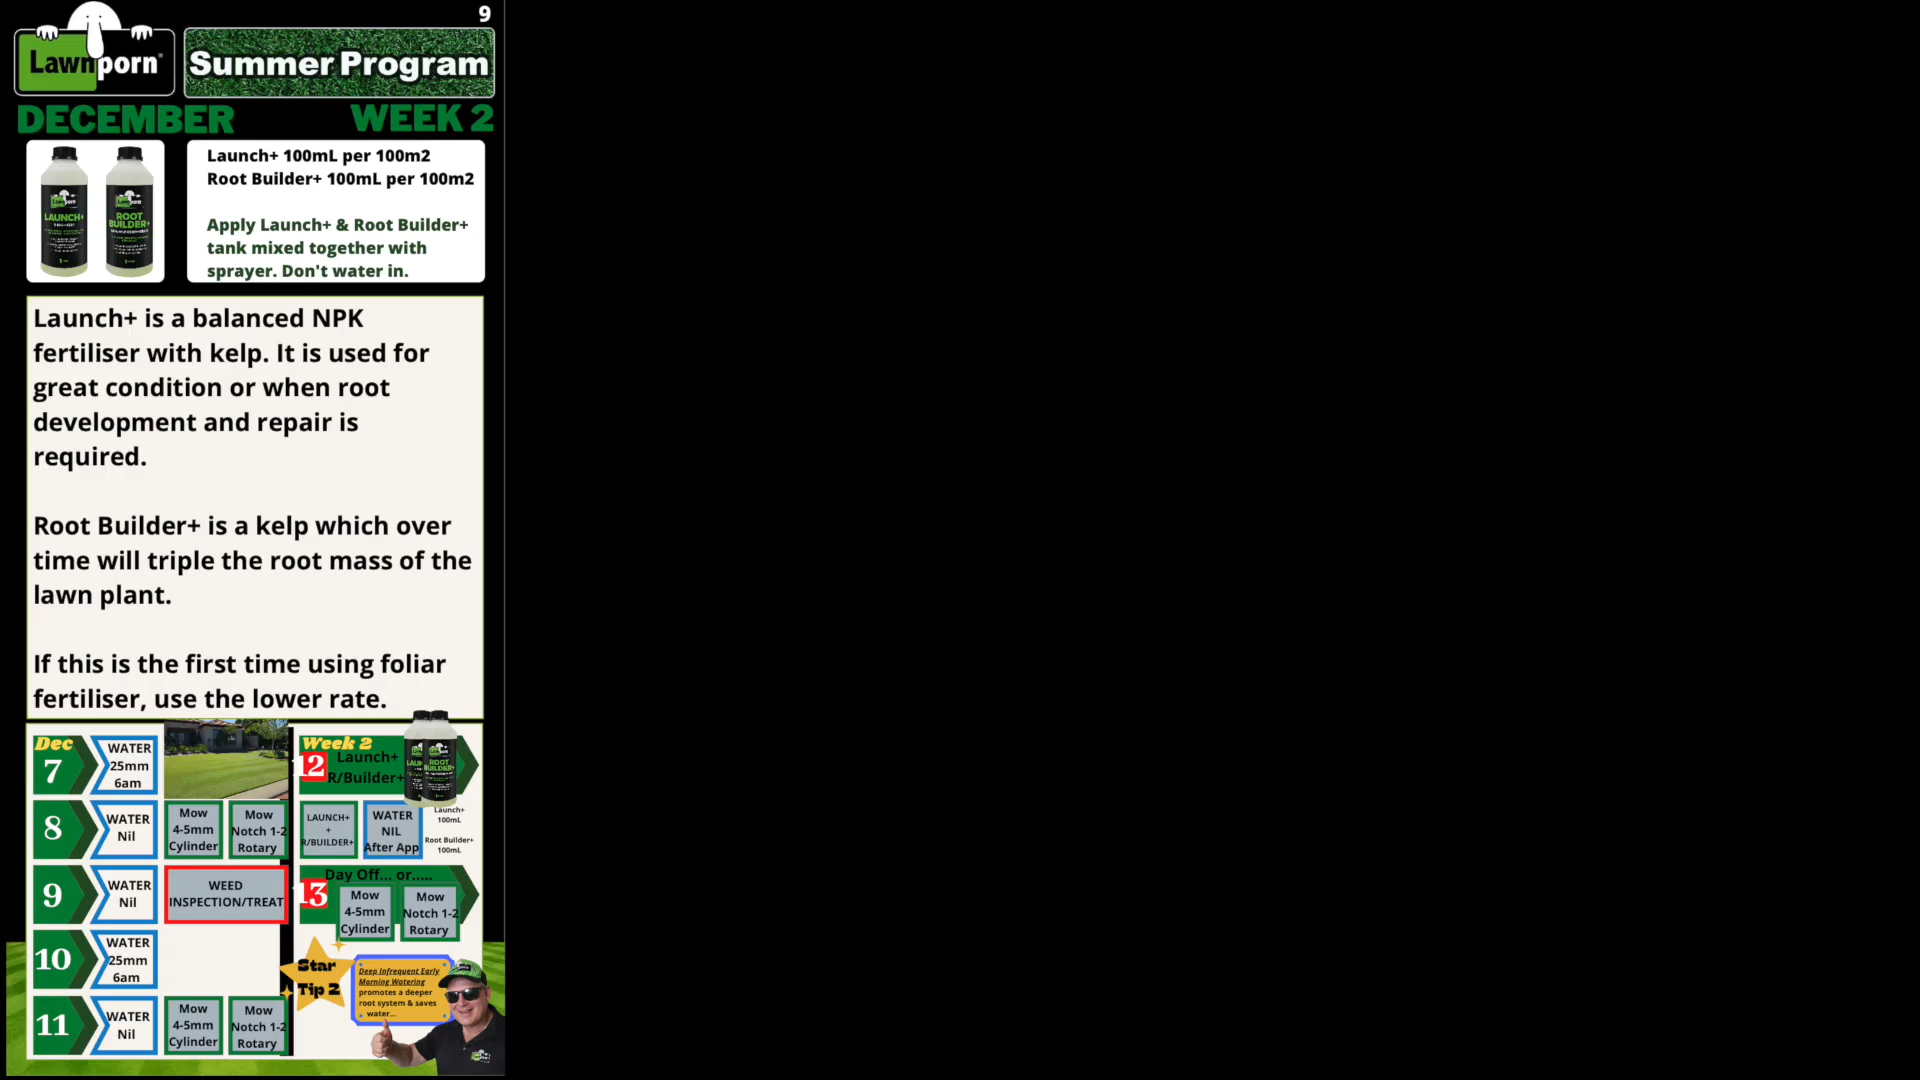 9
Lawnporn®
Summer Program
DECEMBER WEEK 2
Launch+ 100mL per 100m2
Root Builder+ 100mL per 100m2
Apply Launch+ & Root Builder+
tank mixed together with
sprayer. Don't water in.
LAUNCH+
ROOT
BUILDER+
Launch+ is a balanced NPK
fertiliser with kelp. It is used for
great condition or when root
development and repair is
required.
Root Builder+ is a kelp which over
time will triple the root mass of the
lawn plant.
If this is the first time using foliar
fertiliser, use the lower rate.
Dec
7
WATER
25mm
6am
8
WATER
Nil
Mow
4-5mm
Cylinder
Mow
Notch 1-2
Rotary
9
WATER
Nil
WEED
INSPECTION/TREAT
10
WATER
25mm
6am
11
WATER
Nil
Mow
4-5mm
Cylinder
Mow
Notch 1-2
Rotary
Week 2
12
Launch+
R/Builder+
ROOT
BUILDER+
LAUNCH+
+
R/BUILDER+
WATER
NIL
After App
Launch+
100mL
Root Builder+
100mL
Day Off... or.....
13
Mow
4-5mm
Cylinder
Mow
Notch 1-2
Rotary
Star
Tip 2
Deep Infrequent Early
Morning Watering
promotes a deeper
root system & saves
water...